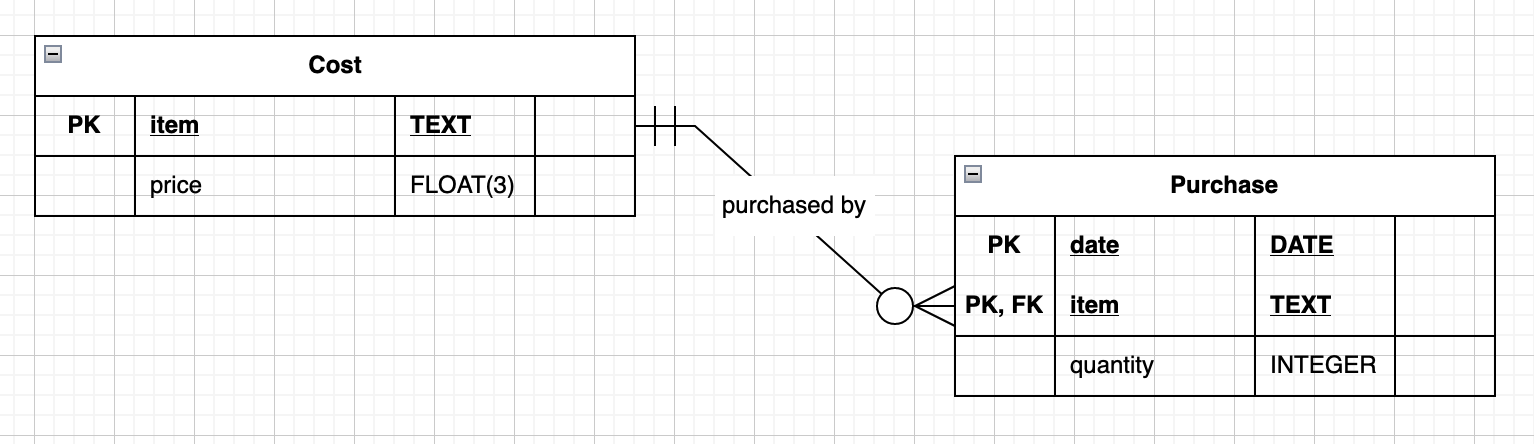 Cost
PK item TEXT
price FLOAT(3)
purchased by
Purchase
PK date DATE
PK, FK item TEXT
quantity INTEGER